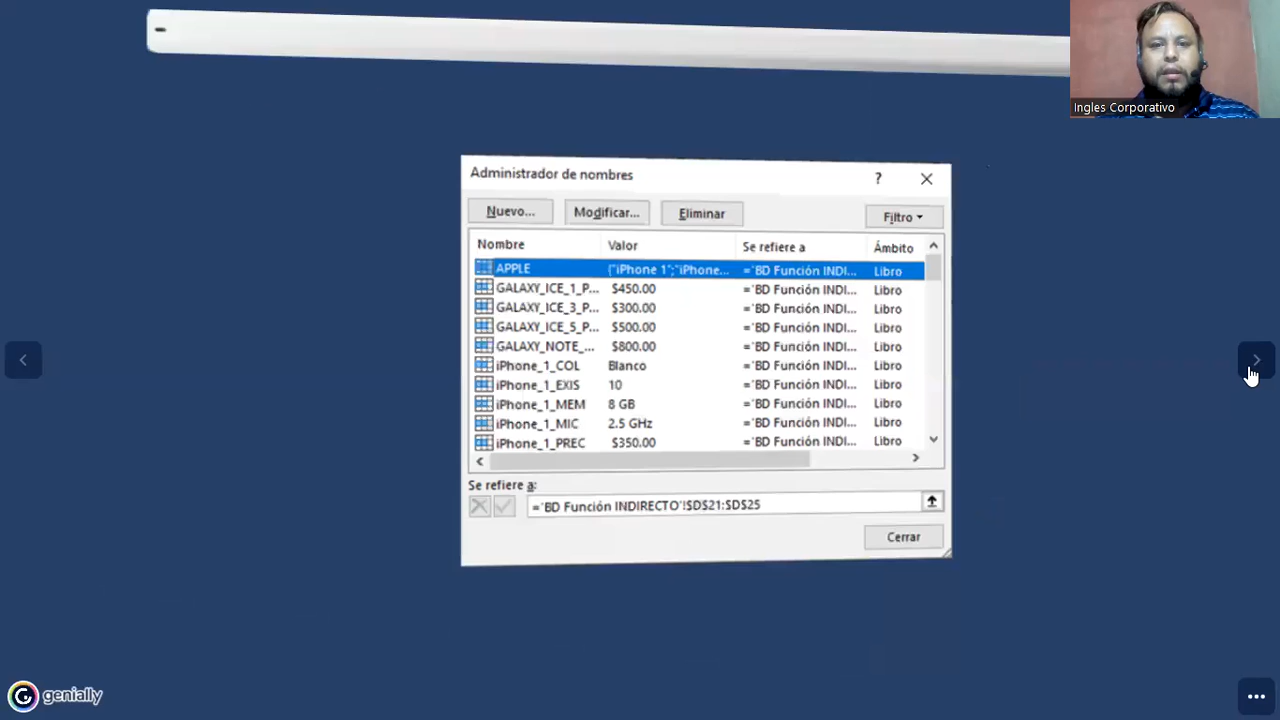 Ingles Corporativo
Administrador de nombres
?
Nuevo... Modificar... Eliminar Filtro
Nombre Valor Se refiere a Ámbito
APPLE {"iPhone 1";"iPhone... ='BD Función INDI... Libro
GALAXY_ICE_1_P... $450.00 ='BD Función INDI... Libro
GALAXY_ICE_3_P... $300.00 ='BD Función INDI... Libro
GALAXY_ICE_5_P... $500.00 ='BD Función INDI... Libro
GALAXY_NOTE_... $800.00 ='BD Función INDI... Libro
iPhone_1_COL Blanco ='BD Función INDI... Libro
iPhone_1_EXIS 10 ='BD Función INDI... Libro
iPhone_1_MEM 8 GB ='BD Función INDI... Libro
iPhone_1_MIC 2.5 GHz ='BD Función INDI... Libro
iPhone_1_PREC $350.00 ='BD Función INDI... Libro
Se refiere a:
='BD Función INDIRECTO'!$D$21:$D$25
Cerrar
genially